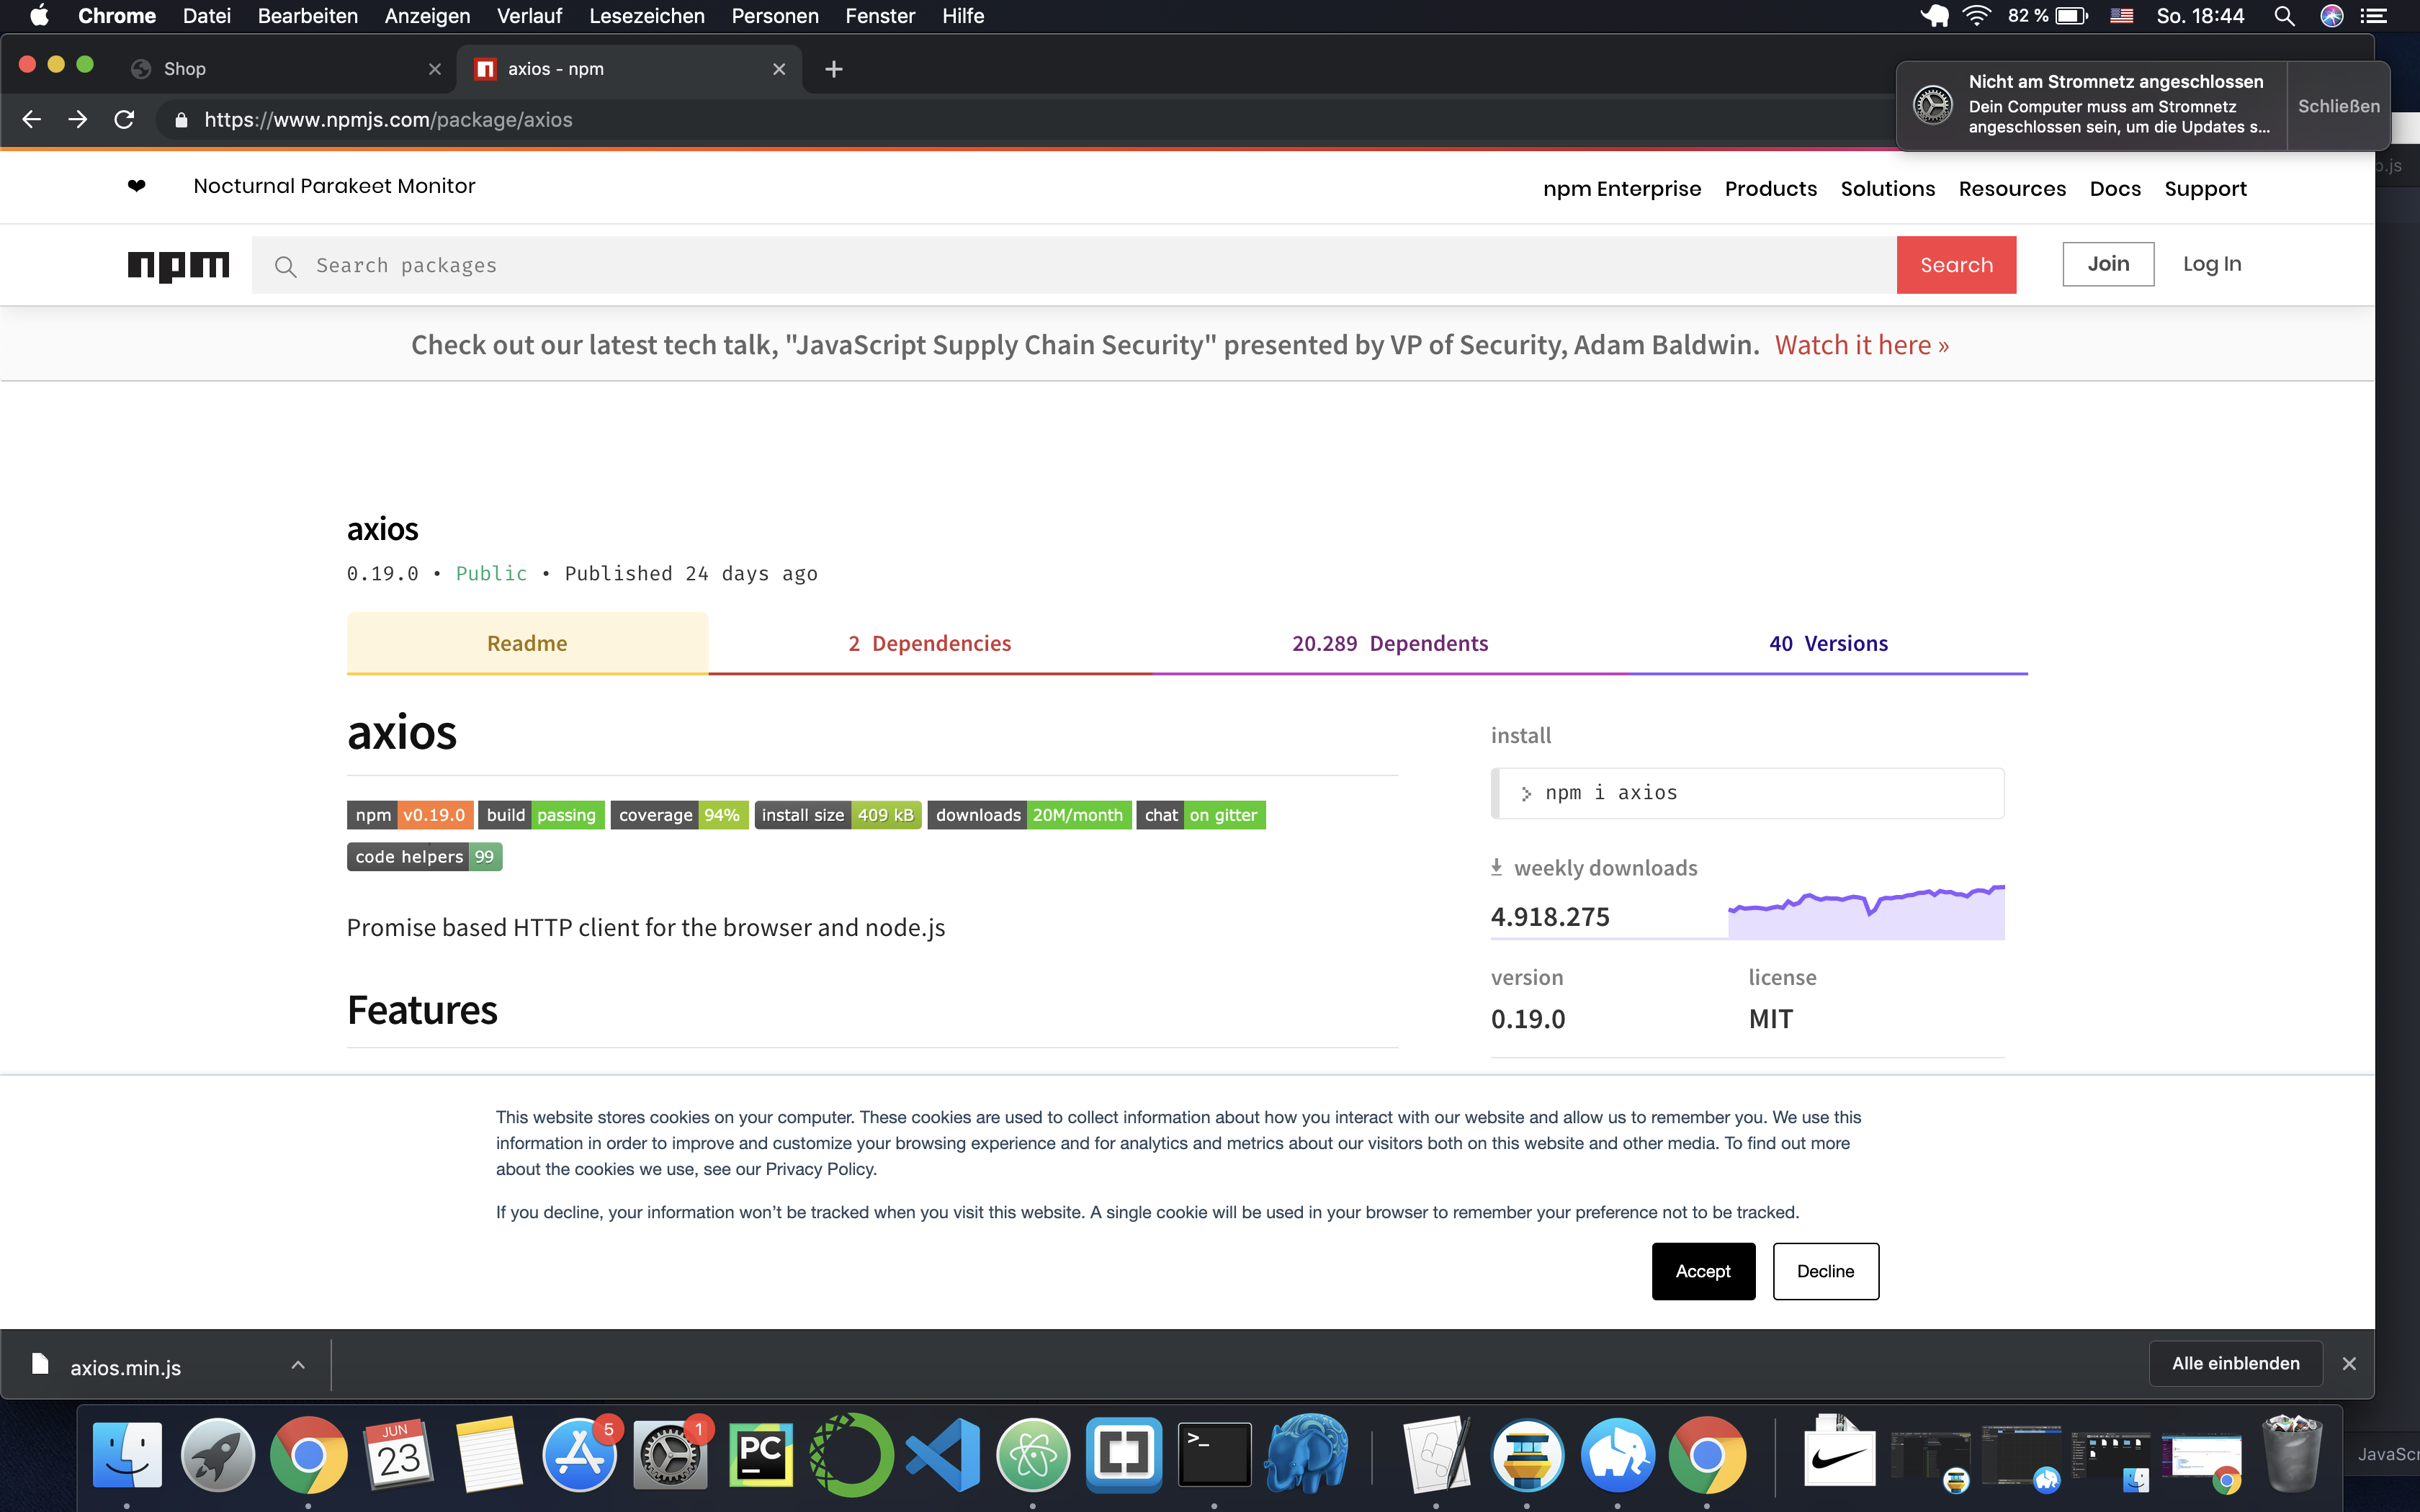 Chrome Datei Bearbeiten Anzeigen Verlauf Lesezeichen Personen Fenster Hilfe 82 % So. 18:44
Shop axios - npm
Nicht am Stromnetz angeschlossen
Dein Computer muss am Stromnetz
angeschlossen sein, um die Updates s...
Schließen
https://www.npmjs.com/package/axios
❤ Nocturnal Parakeet Monitor npm Enterprise Products Solutions Resources Docs Support
npm Search packages Search Join Log In
Check out our latest tech talk, "JavaScript Supply Chain Security" presented by VP of Security, Adam Baldwin. Watch it here »
axios
0.19.0 • Public • Published 24 days ago
Readme 2 Dependencies 20.289 Dependents 40 Versions
axios
npm v0.19.0 build passing coverage 94% install size 409 kB downloads 20M/month chat on gitter
code helpers 99
Promise based HTTP client for the browser and node.js
Features
install
npm i axios
weekly downloads
4.918.275
version license
0.19.0 MIT
This website stores cookies on your computer. These cookies are used to collect information about how you interact with our website and allow us to remember you. We use this
information in order to improve and customize your browsing experience and for analytics and metrics about our visitors both on this website and other media. To find out more
about the cookies we use, see our Privacy Policy.
If you decline, your information won’t be tracked when you visit this website. A single cookie will be used in your browser to remember your preference not to be tracked.
Accept Decline
axios.min.js Alle einblenden
JUN
23
5
1
PC
>_